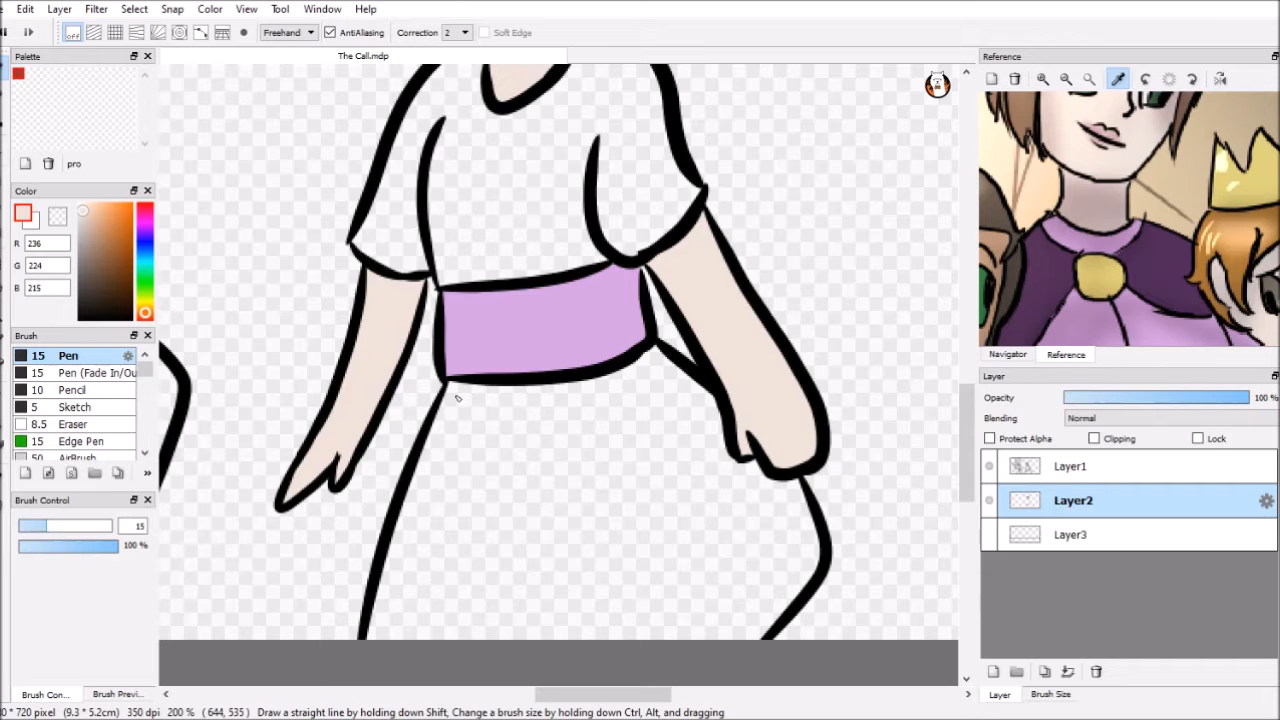 Edit Layer Filter Select Snap Color View Tool Window Help
off Freehand AntiAliasing Correction 2 Soft Edge
Palette
The Call.mdp
Reference
pro
Color
R 236
G 224
B 215
Brush
15 Pen
15 Pen (Fade In/Ou
10 Pencil
5 Sketch
8.5 Eraser
15 Edge Pen
50 AirBrush
Brush Control
15
100 %
Navigator Reference
Layer
Opacity 100 %
Blending Normal
Protect Alpha Clipping Lock
Layer1
Layer2
Layer3
Brush Con... Brush Previ...
Layer Brush Size
0 * 720 pixel (9.3 * 5.2cm) 350 dpi 200 % ( 644, 535 ) Draw a straight line by holding down Shift, Change a brush size by holding down Ctrl, Alt, and dragging